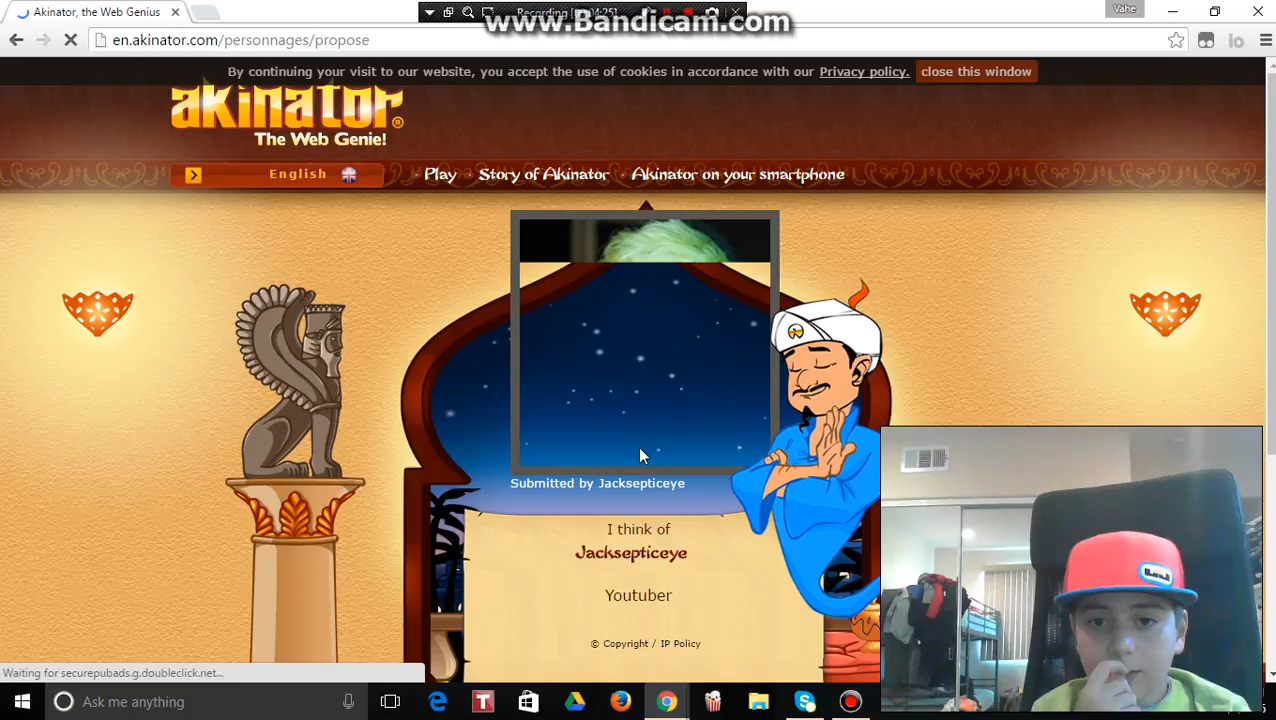 Akinator, the Web Genius
Recording
www.Bandicam.com
Vahe
en.akinator.com/personnages/propose
By continuing your visit to our website, you accept the use of cookies in accordance with our Privacy policy. close this window
akinator®
The Web Genie!
English
Play · Story of Akinator · Akinator on your smartphone
Submitted by Jacksepticeye
I think of
Jacksepticeye
Youtuber
© Copyright / IP Policy
Waiting for securepubads.g.doubleclick.net...
Ask me anything